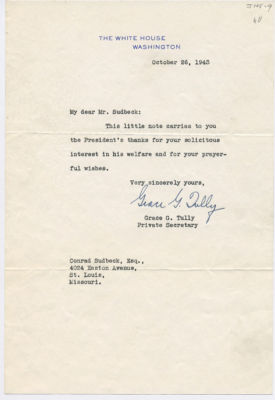 THE WHITE HOUSE
WASHINGTON
October 26, 1943
My dear Mr. Sudbeck:
This little note carries to you
the President's thanks for your solicitous
interest in his welfare and for your prayer-
ful wishes.
Very sincerely yours,
Grace G. Tully
Grace G. Tully
Private Secretary
Conrad Sudbeck, Esq.,
4024 Easton Avenue,
St. Louis,
Missouri.